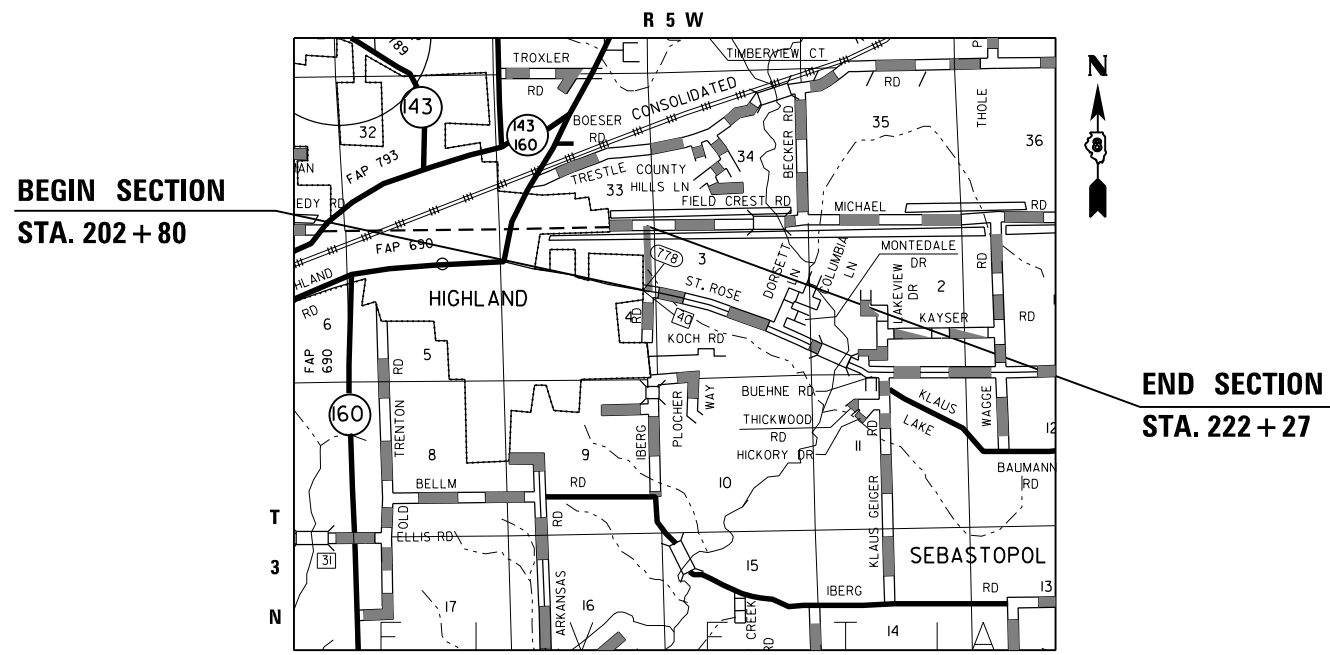 R 5 W
789
TROXLER
RD
TIMBERVIEW CT
CONSOLIDATED
RD
N
143
143
160
BOESER
RD
32
35
THOLE
36
FAP 793
TRESTLE COUNTY
HILLS LN
34
BECKER RD
33
BEGIN SECTION
STA. 202+80
EDY RD
FIELD CREST RD
MICHAEL
RD
FAP 690
778
3
ST. ROSE
DORSETT
LN
COLUMBIA
LN
MONTEDALE
DR
LAKEVIEW
DR
2
RD
HLAND
RD
HIGHLAND
4
RD
40
KOCH RD
KAYSER
RD
6
5
FAP
690
RD
TRENTON
160
PLOCHER
WAY
BUEHNE RD
KLAUS
LAKE
WAGGE
END SECTION
STA. 222+27
THICKWOOD
RD
HICKORY DR
RD
11
12
8
9
IBERG
BELLM
RD
10
BAUMANN
RD
T
3
N
OLD
ELLIS RD
31
RD
KLAUS GEIGER
SEBASTOPOL
15
IBERG
RD
13
17
ARKANSAS
16
CREEK
RD
14